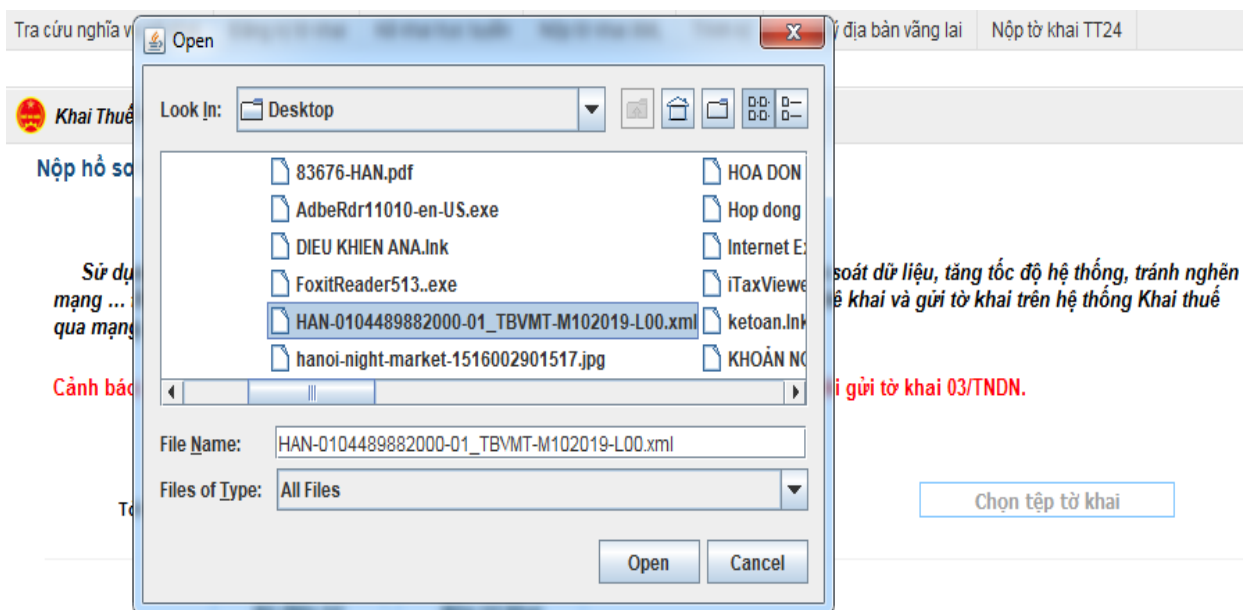 Tra cứu nghĩa v
Open
ý địa bàn vãng lai
Nộp tờ khai TT24
Khai Thuế
Look In:
Desktop
Nộp hồ sơ
83676-HAN.pdf
HOA DON
AdbeRdr11010-en-US.exe
Hop dong
DIEU KHIEN ANA.lnk
Internet Ex
Sử dụ
FoxitReader513..exe
iTaxViewe
soát dữ liệu, tăng tốc độ hệ thống, tránh nghẽn
mạng ...
HAN-0104489882000-01_TBVMT-M102019-L00.xml
ketoan.lnk
ê khai và gửi tờ khai trên hệ thống Khai thuế
qua mạng
hanoi-night-market-1516002901517.jpg
KHOẢN NG
Cảnh báo
i gửi tờ khai 03/TNDN.
File Name:
HAN-0104489882000-01_TBVMT-M102019-L00.xml
Files of Type:
All Files
Chọn tệp tờ khai
Open
Cancel